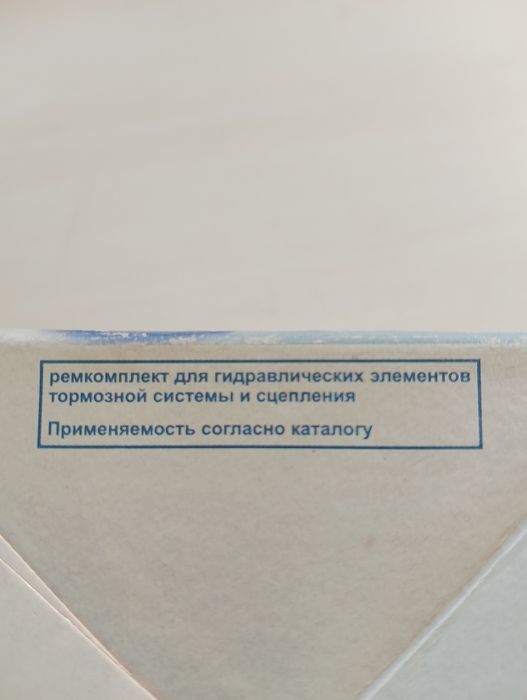 ремкомплект для гидравлических элементов
тормозной системы и сцепления
Применяемость согласно каталогу